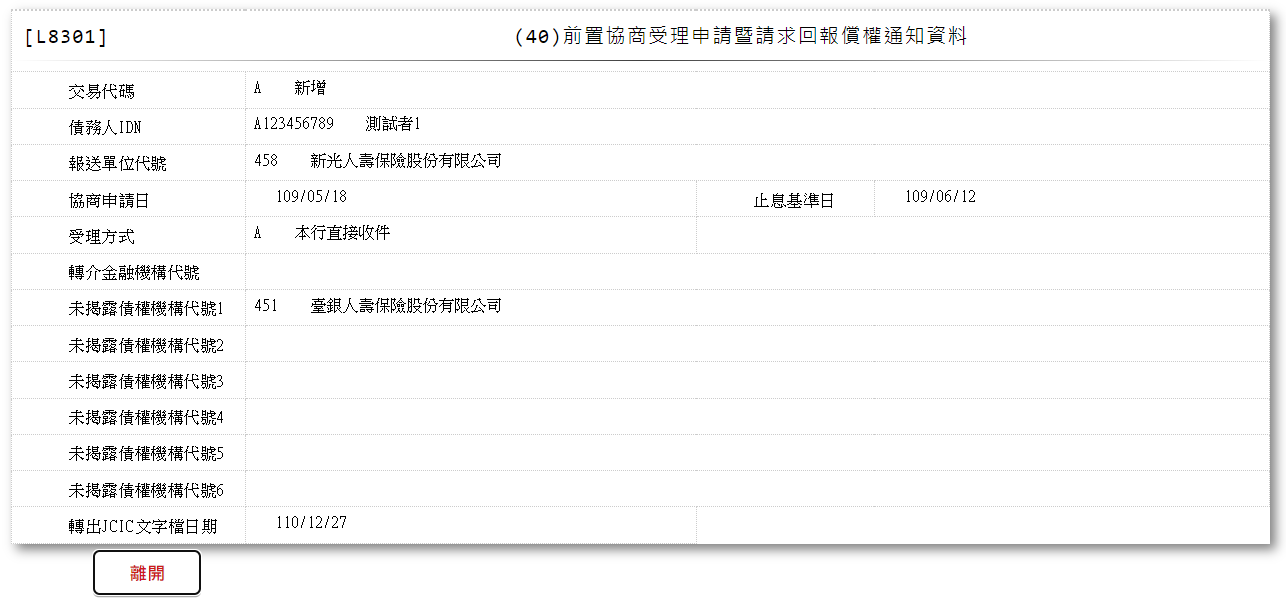 [L8301] (40)前置協商受理申請暨請求回報償權通知資料
交易代碼 A 新增
債務人IDN A123456789 測試者1
報送單位代號 458 新光人壽保險股份有限公司
協商申請日 109/05/18 止息基準日 109/06/12
受理方式 A 本行直接收件
轉介金融機構代號
未揭露債權機構代號1 451 臺銀人壽保險股份有限公司
未揭露債權機構代號2
未揭露債權機構代號3
未揭露債權機構代號4
未揭露債權機構代號5
未揭露債權機構代號6
轉出JCIC文字檔日期 110/12/27
離開